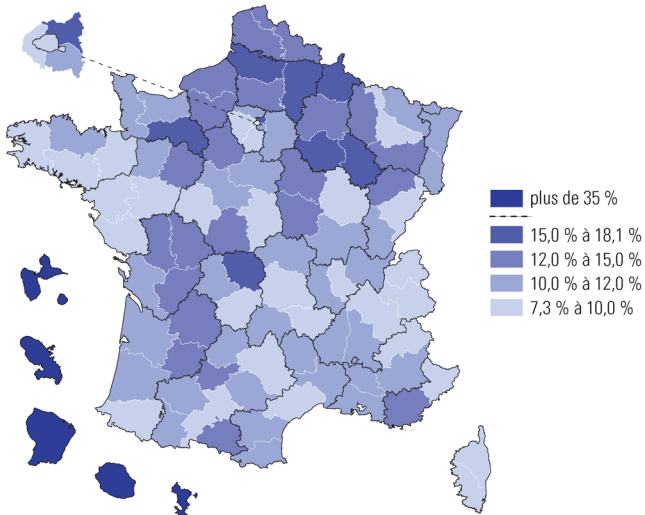 plus de 35 %
15,0 % à 18,1 %
12,0 % à 15,0 %
10,0 % à 12,0 %
7,3 % à 10,0 %